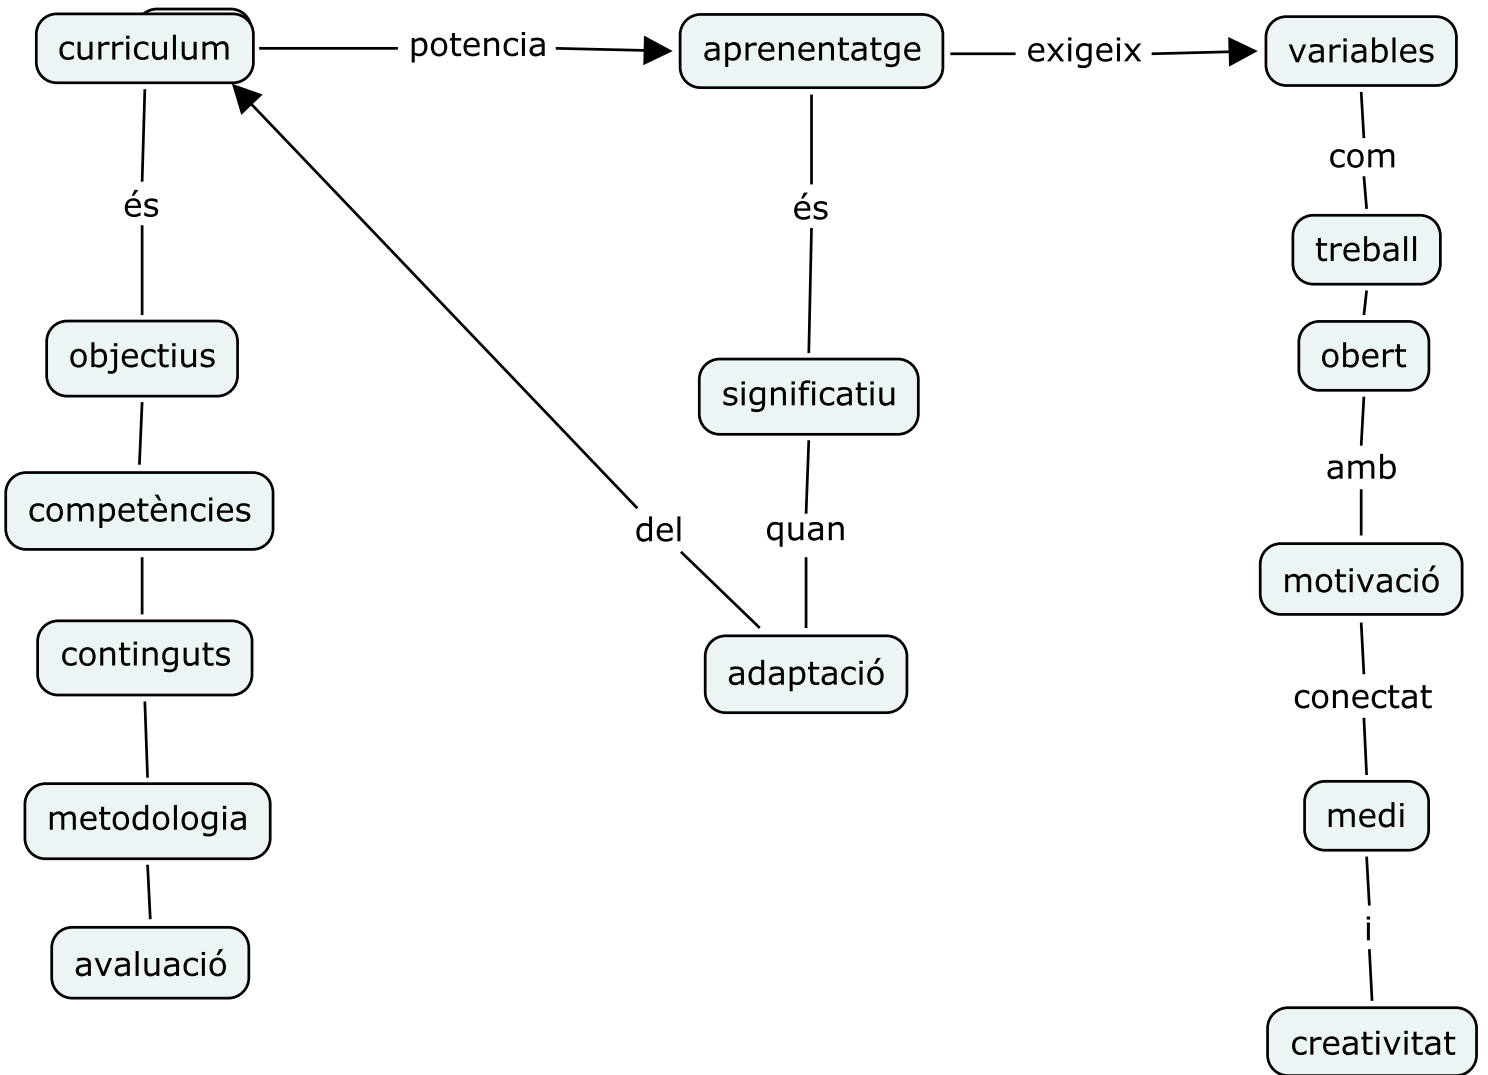 curriculum
potencia
aprenentatge
exigeix
variables
com
és
és
treball
objectius
obert
significatiu
amb
competències
del
quan
motivació
continguts
adaptació
conectat
metodologia
medi
i
avaluació
creativitat